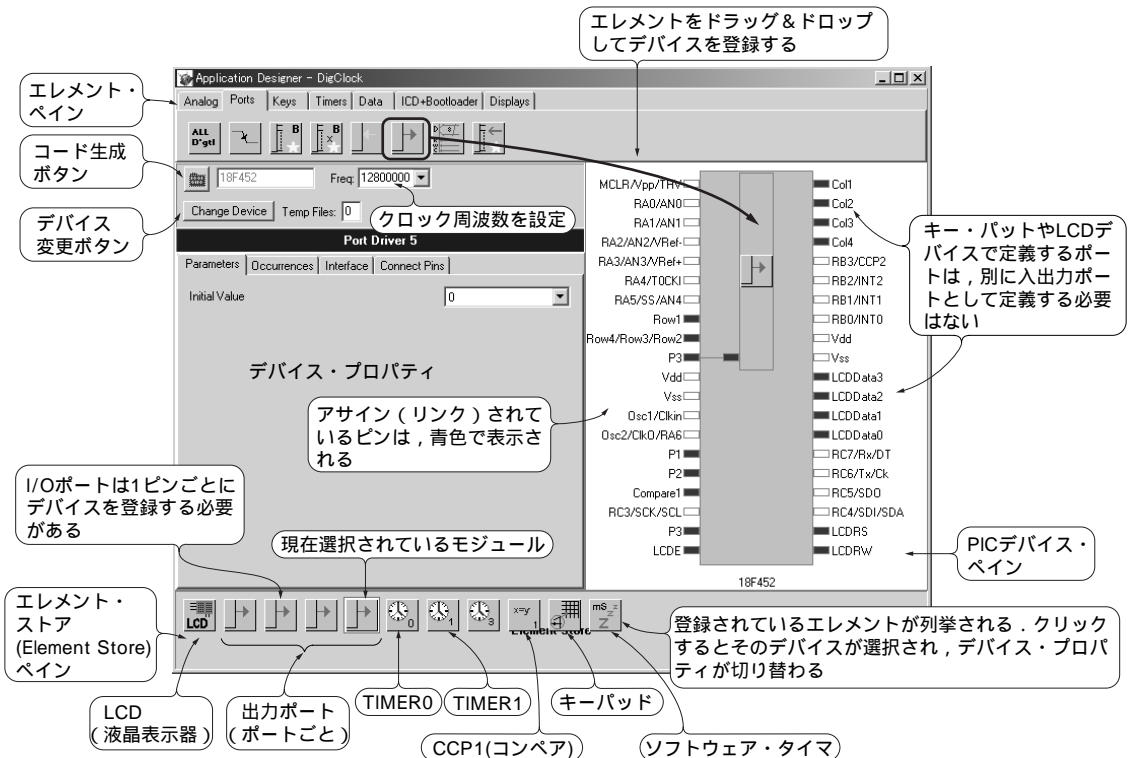 エレメントをドラッグ＆ドロップ
してデバイスを登録する
エレメント・
ペイン
コード生成
ボタン
デバイス
変更ボタン
Application Designer - DigClock
Analog Ports Keys Timers Data ICD+Bootloader Displays
ALL
D'gtl
B
B
18F452
Freq: 12800000
Change Device
Temp Files: 0
クロック周波数を設定
Port Driver 5
Parameters Occurrences Interface Connect Pins
Initial Value
0
デバイス・プロパティ
アサイン（リンク）されて
いるピンは，青色で表示さ
れる
MCLR/Vpp/THV
RA0/AN0
RA1/AN1
RA2/AN2/VRef-
RA3/AN3/VRef+
RA4/T0CKI
RA5/SS/AN4
Row1
Row4/Row3/Row2
P3
Vdd
Vss
Osc1/Clkin
Osc2/ClkO/RA6
P1
P2
Compare1
RC3/SCK/SCL
P3
LCDE
Col1
Col2
Col3
Col4
RB3/CCP2
RB2/INT2
RB1/INT1
RB0/INT0
Vdd
Vss
LCDData3
LCDData2
LCDData1
LCDData0
RC7/Rx/DT
RC6/Tx/Ck
RC5/SDO
RC4/SDI/SDA
LCDRS
LCDRW
18F452
キー・パットやLCDデ
バイスで定義するポー
トは，別に入出力ポー
トとして定義する必要
はない
PICデバイス・
ペイン
I/Oポートは1ピンごとに
デバイスを登録する必要
がある
現在選択されているモジュール
エレメント・
ストア
(Element Store)
ペイン
LCD
0
1
3
x=y
1
mS
z
z
Z
Element Store
登録されているエレメントが列挙される．クリック
するとそのデバイスが選択され，デバイス・プロパ
ティが切り替わる
LCD
（液晶表示器）
出力ポート
（ポートごと）
TIMER0
TIMER1
キーパッド
CCP1(コンペア)
ソフトウェア・タイマ